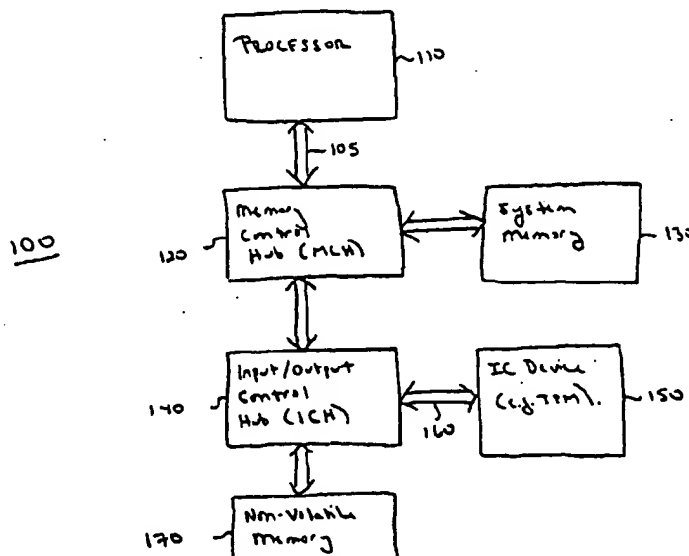 PROCESSOR
110
105
Memory
Control
Hub (MCH)
120
System
Memory
130
100
Input/Output
Control
Hub (ICH)
140
IC Device
(e.g. TPM).
150
160
Non-Volatile
Memory
170